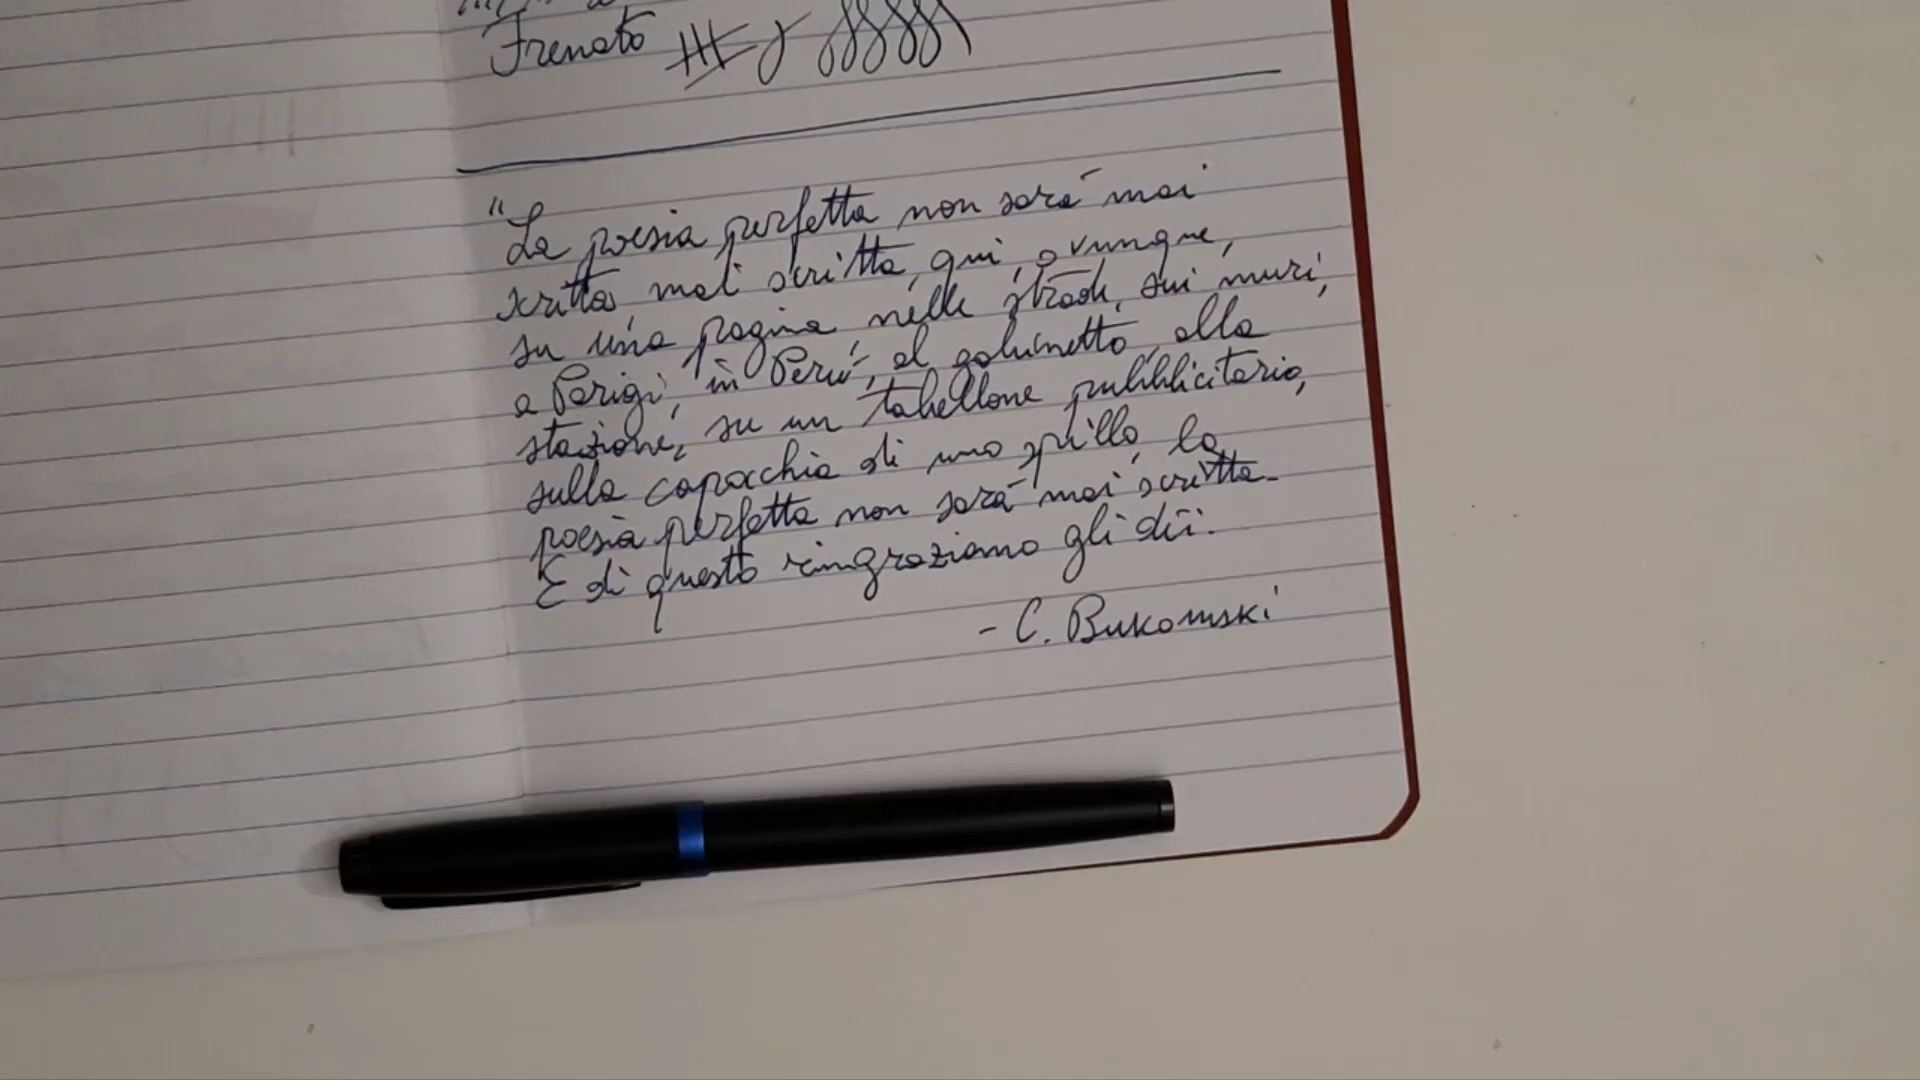 Frenato
"La poesia perfetta non sarà mai
scritta, mai scritta, qui, ovunque,
su una pagina, nelle strade, sui muri,
a Parigi, in Perù, al gabinetto, alla
stazione, su un tabellone pubblicitario,
sulla capocchia di uno spillo, la
poesia perfetta non sarà mai scritta.
E di questo ringraziamo gli dii.
- C. Bukowski